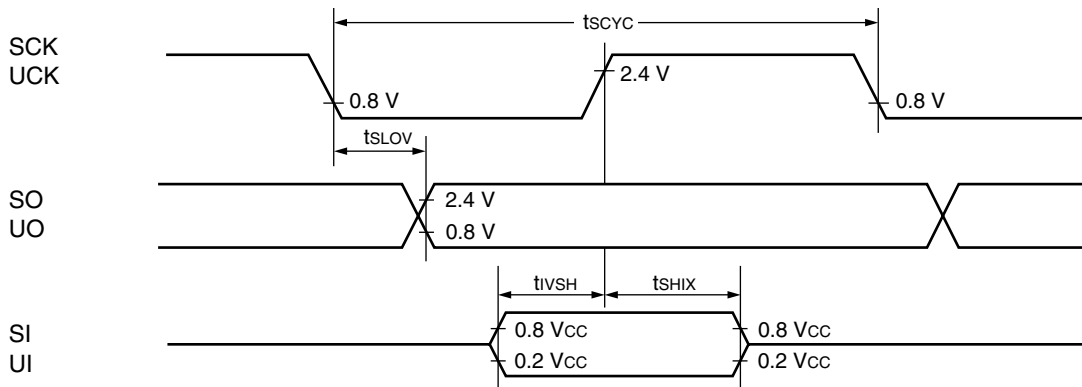 tSCYC
SCK
UCK
2.4 V
0.8 V
0.8 V
tSLOV
SO
UO
2.4 V
0.8 V
tIVSH
tSHIX
SI
UI
0.8 VCC
0.8 VCC
0.2 VCC
0.2 VCC